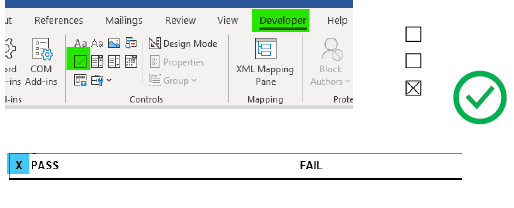 out References Mailings Review View Developer Help
Aa Aa Design Mode
Properties
Group
COM
Add-ins
XML Mapping
Pane
Block
Authors
Controls Mapping
X PASS FAIL